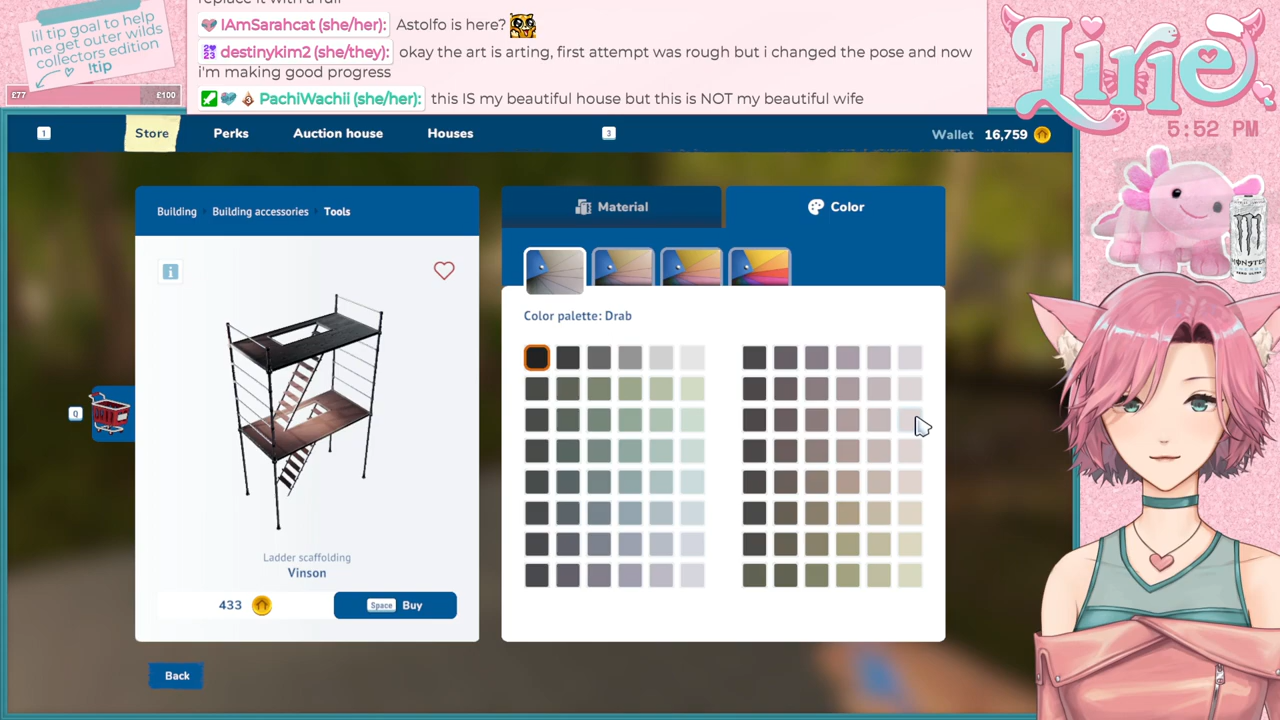 replace it with a full
IAmSarahcat (she/her): Astolfo is here?
destinykim2 (she/they): okay the art is arting, first attempt was rough but i changed the pose and now
i'm making good progress
PachiWachii (she/her): this IS my beautiful house but this is NOT my beautiful wife
lil tip goal to help
me get outer wilds
collectors edition
!tip
£77 £100
Lirie
5:52 PM
1 Store Perks Auction house Houses 3 Wallet 16,759
Building Building accessories Tools
Material Color
Color palette: Drab
Q
Ladder scaffolding
Vinson
433 Space Buy
Back
MONSTER